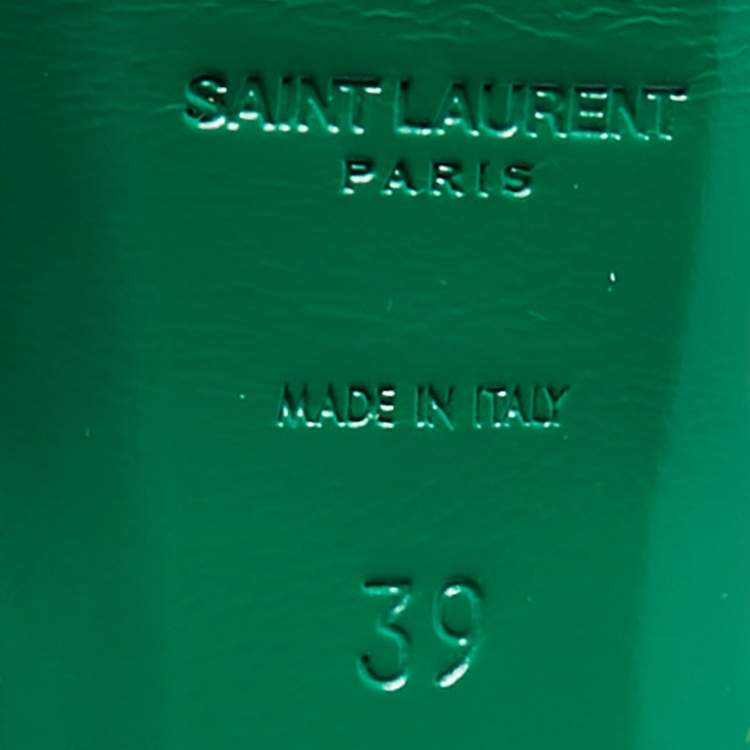 SAINT LAURENT
PARIS
MADE IN ITALY
39